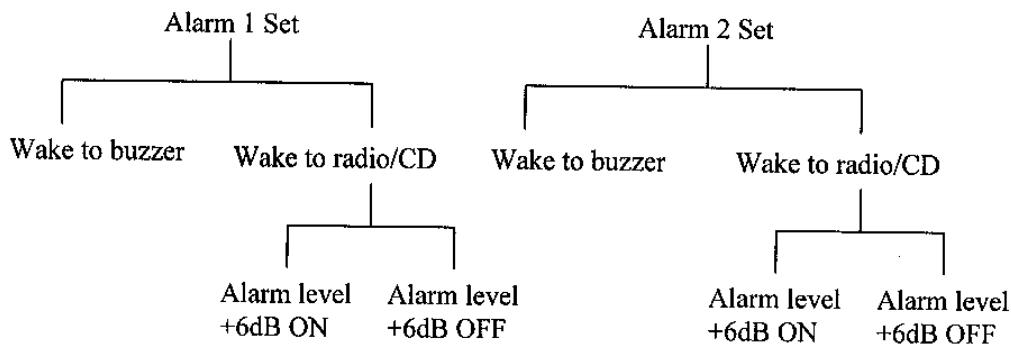 Alarm 1 Set
Alarm 2 Set
Wake to buzzer
Wake to radio/CD
Wake to buzzer
Wake to radio/CD
Alarm level
+6dB ON
Alarm level
+6dB OFF
Alarm level
+6dB ON
Alarm level
+6dB OFF